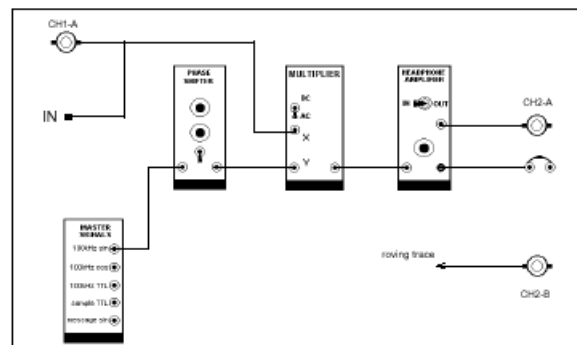 CH1-A
IN
PHASE
SHIFTER
MULTIPLIER
DC
AC
X
Y
HEADPHONE
AMPLIFIER
IN OUT
CH2-A
MASTER
SIGNALS
100kHz sin
100kHz cos
100kHz TTL
sample TTL
message sin
roving trace
CH2-B